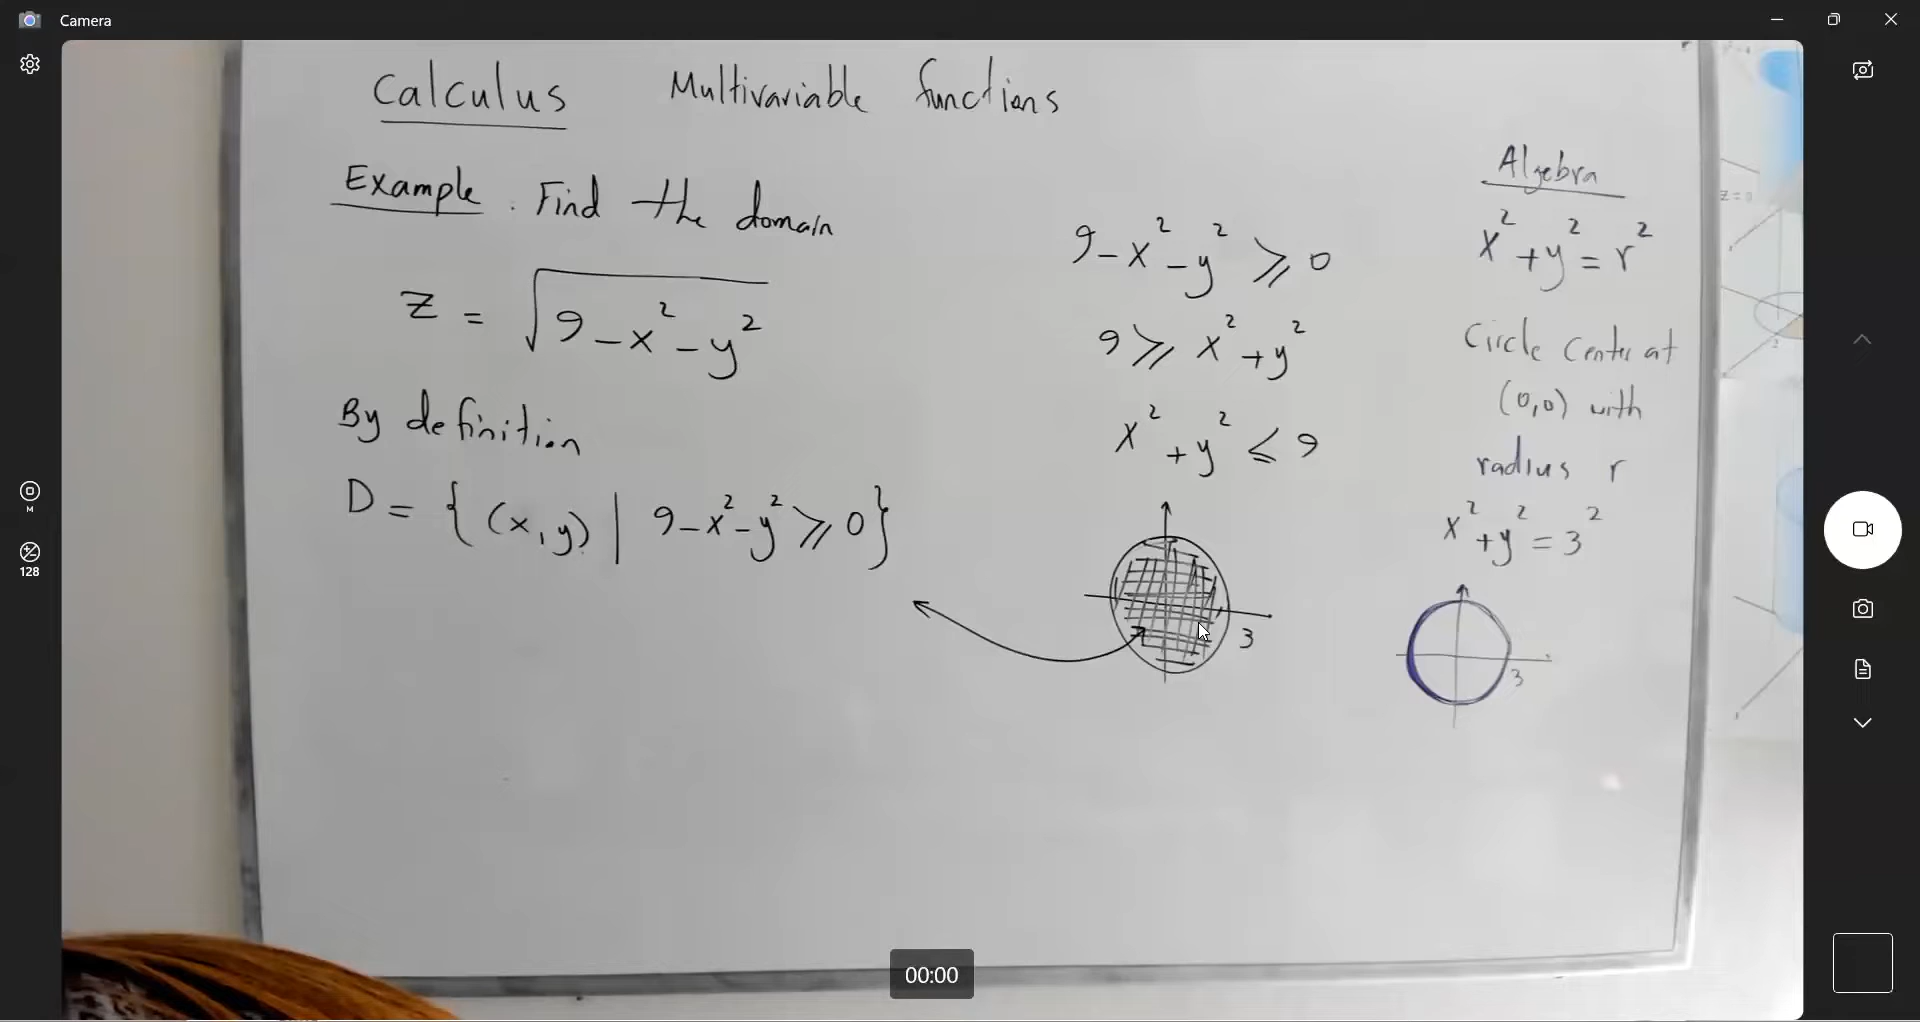 Camera
Calculus Multivariable functions
Example. Find the domain
z = √(9-x²-y²)
By definition
D = { (x,y) | 9-x²-y² ⩾ 0}
9-x²-y² ⩾ 0
9 ⩾ x²+y²
x²+y² ⩽ 9
3
Algebra
x²+y² = r²
Circle Center at
(0,0) with
radius r
x²+y² = 3²
3
M
128
00:00